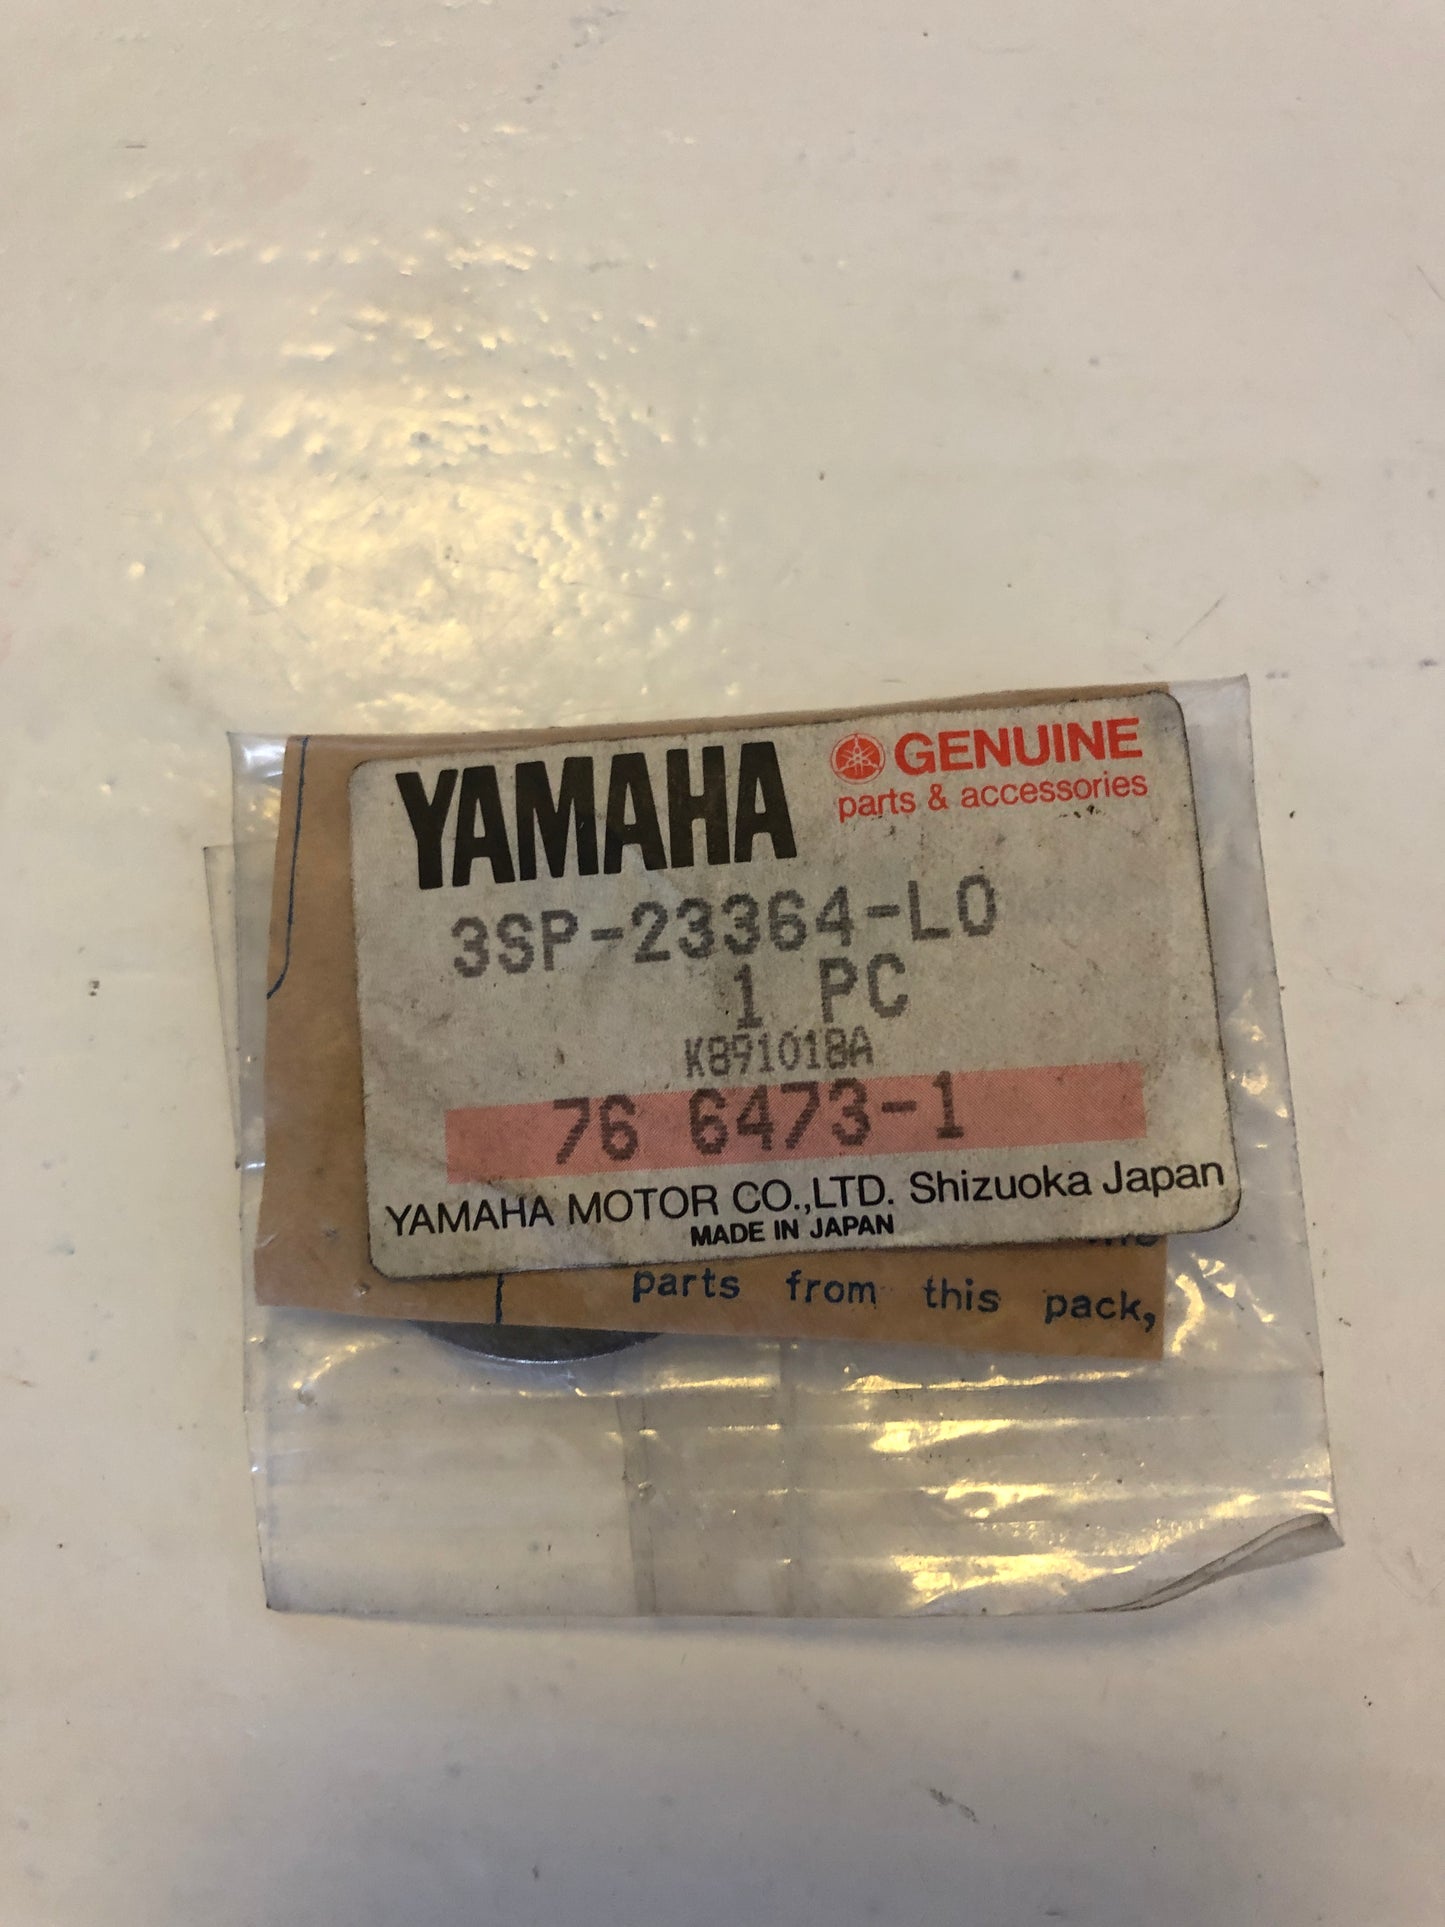 YAMAHA
GENUINE
parts & accessories
3SP-23364-L0
1 PC
K891018A
76 6473-1
YAMAHA MOTOR CO.,LTD. Shizuoka Japan
MADE IN JAPAN
parts from this pack,